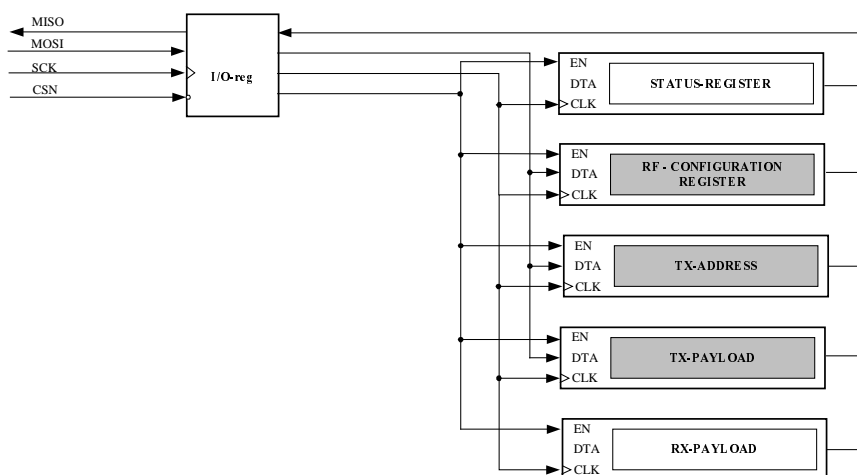 MISO
MOSI
SCK
CSN
I/O-reg
EN
DTA
CLK
STATUS-REGISTER
EN
DTA
CLK
RF - CONFIGURATION
REGISTER
EN
DTA
CLK
TX-ADDRESS
EN
DTA
CLK
TX-PAYLOAD
EN
DTA
CLK
RX-PAYLOAD